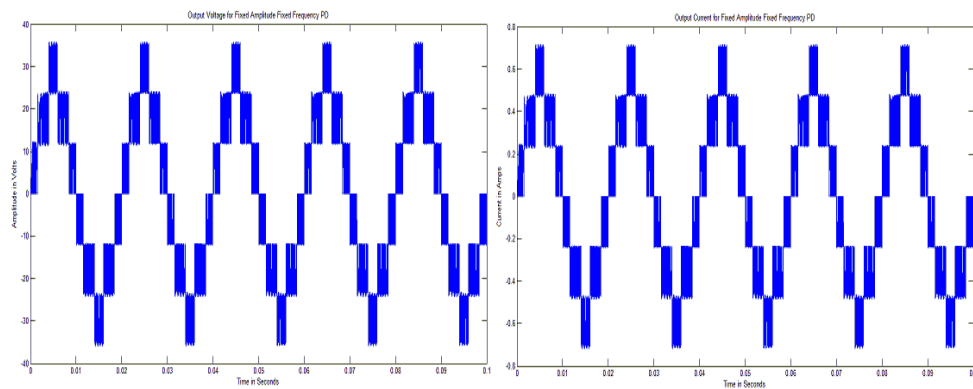 Output Voltage for Fixed Amplitude Fixed Frequency PD
40
30
20
10
0
-10
-20
-30
-40
Amplitude in Volts
0 0.01 0.02 0.03 0.04 0.05 0.06 0.07 0.08 0.09 0.1
Time in Seconds
Output Current for Fixed Amplitude Fixed Frequency PD
0.8
0.6
0.4
0.2
0
-0.2
-0.4
-0.6
-0.8
Current in Amps
0 0.01 0.02 0.03 0.04 0.05 0.06 0.07 0.08 0.09
Time in Seconds